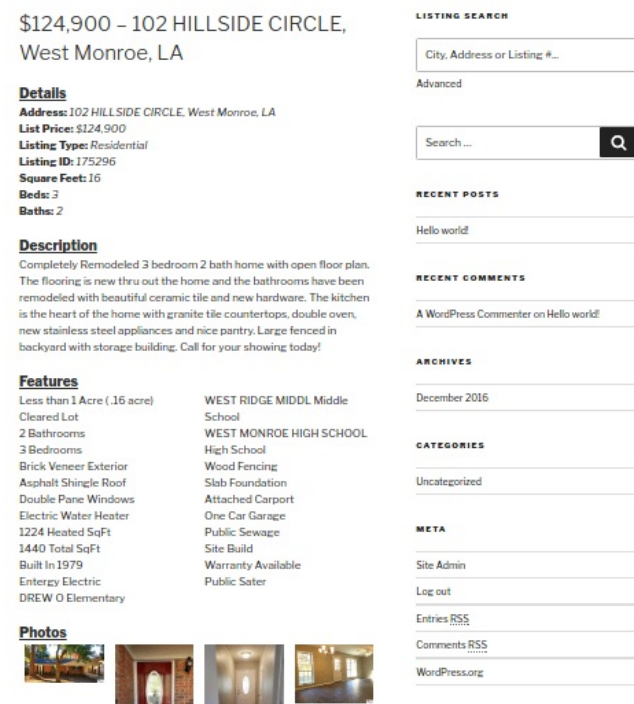 $124,900 – 102 HILLSIDE CIRCLE,
West Monroe, LA
Details
Address: 102 HILLSIDE CIRCLE, West Monroe, LA
List Price: $124,900
Listing Type: Residential
Listing ID: 175296
Square Feet: 16
Beds: 3
Baths: 2
Description
Completely Remodeled 3 bedroom 2 bath home with open floor plan.
The flooring is new thru out the home and the bathrooms have been
remodeled with beautiful ceramic tile and new hardware. The kitchen
is the heart of the home with granite tile countertops, double oven,
new stainless steel appliances and nice pantry. Large fenced in
backyard with storage building. Call for your showing today!
Features
Less than 1 Acre ( .16 acre)
Cleared Lot
2 Bathrooms
3 Bedrooms
Brick Veneer Exterior
Asphalt Shingle Roof
Double Pane Windows
Electric Water Heater
1224 Heated SqFt
1440 Total SqFt
Built In 1979
Entergy Electric
DREW O Elementary
WEST RIDGE MIDDL Middle
School
WEST MONROE HIGH SCHOOL
High School
Wood Fencing
Slab Foundation
Attached Carport
One Car Garage
Public Sewage
Site Build
Warranty Available
Public Sater
Photos
LISTING SEARCH
City, Address or Listing #...
Advanced
Search ...
RECENT POSTS
Hello world!
RECENT COMMENTS
A WordPress Commenter on Hello world!
ARCHIVES
December 2016
CATEGORIES
Uncategorized
META
Site Admin
Log out
Entries RSS
Comments RSS
WordPress.org